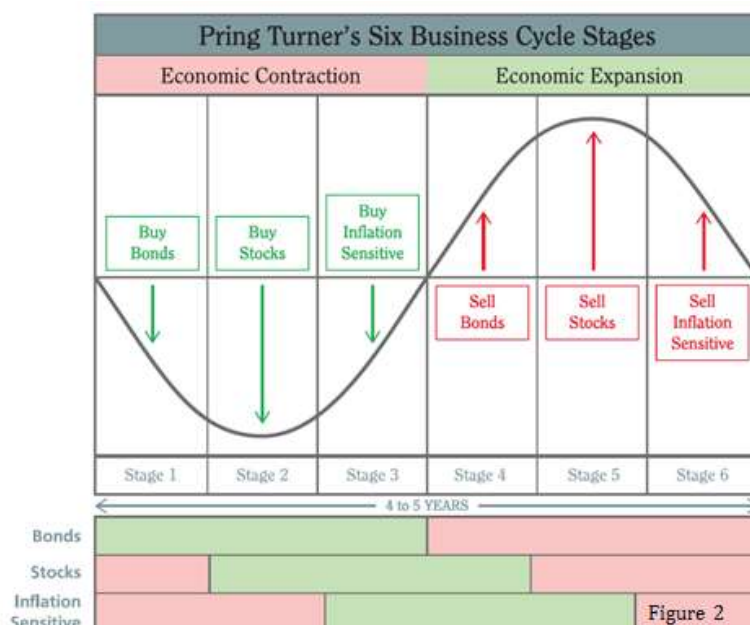 Pring Turner's Six Business Cycle Stages
Economic Contraction
Economic Expansion
Buy
Bonds
Buy
Stocks
Buy
Inflation
Sensitive
Sell
Bonds
Sell
Stocks
Sell
Inflation
Sensitive
Stage 1
Stage 2
Stage 3
Stage 4
Stage 5
Stage 6
4 to 5 YEARS
Bonds
Stocks
Inflation
Sensitive
Figure 2